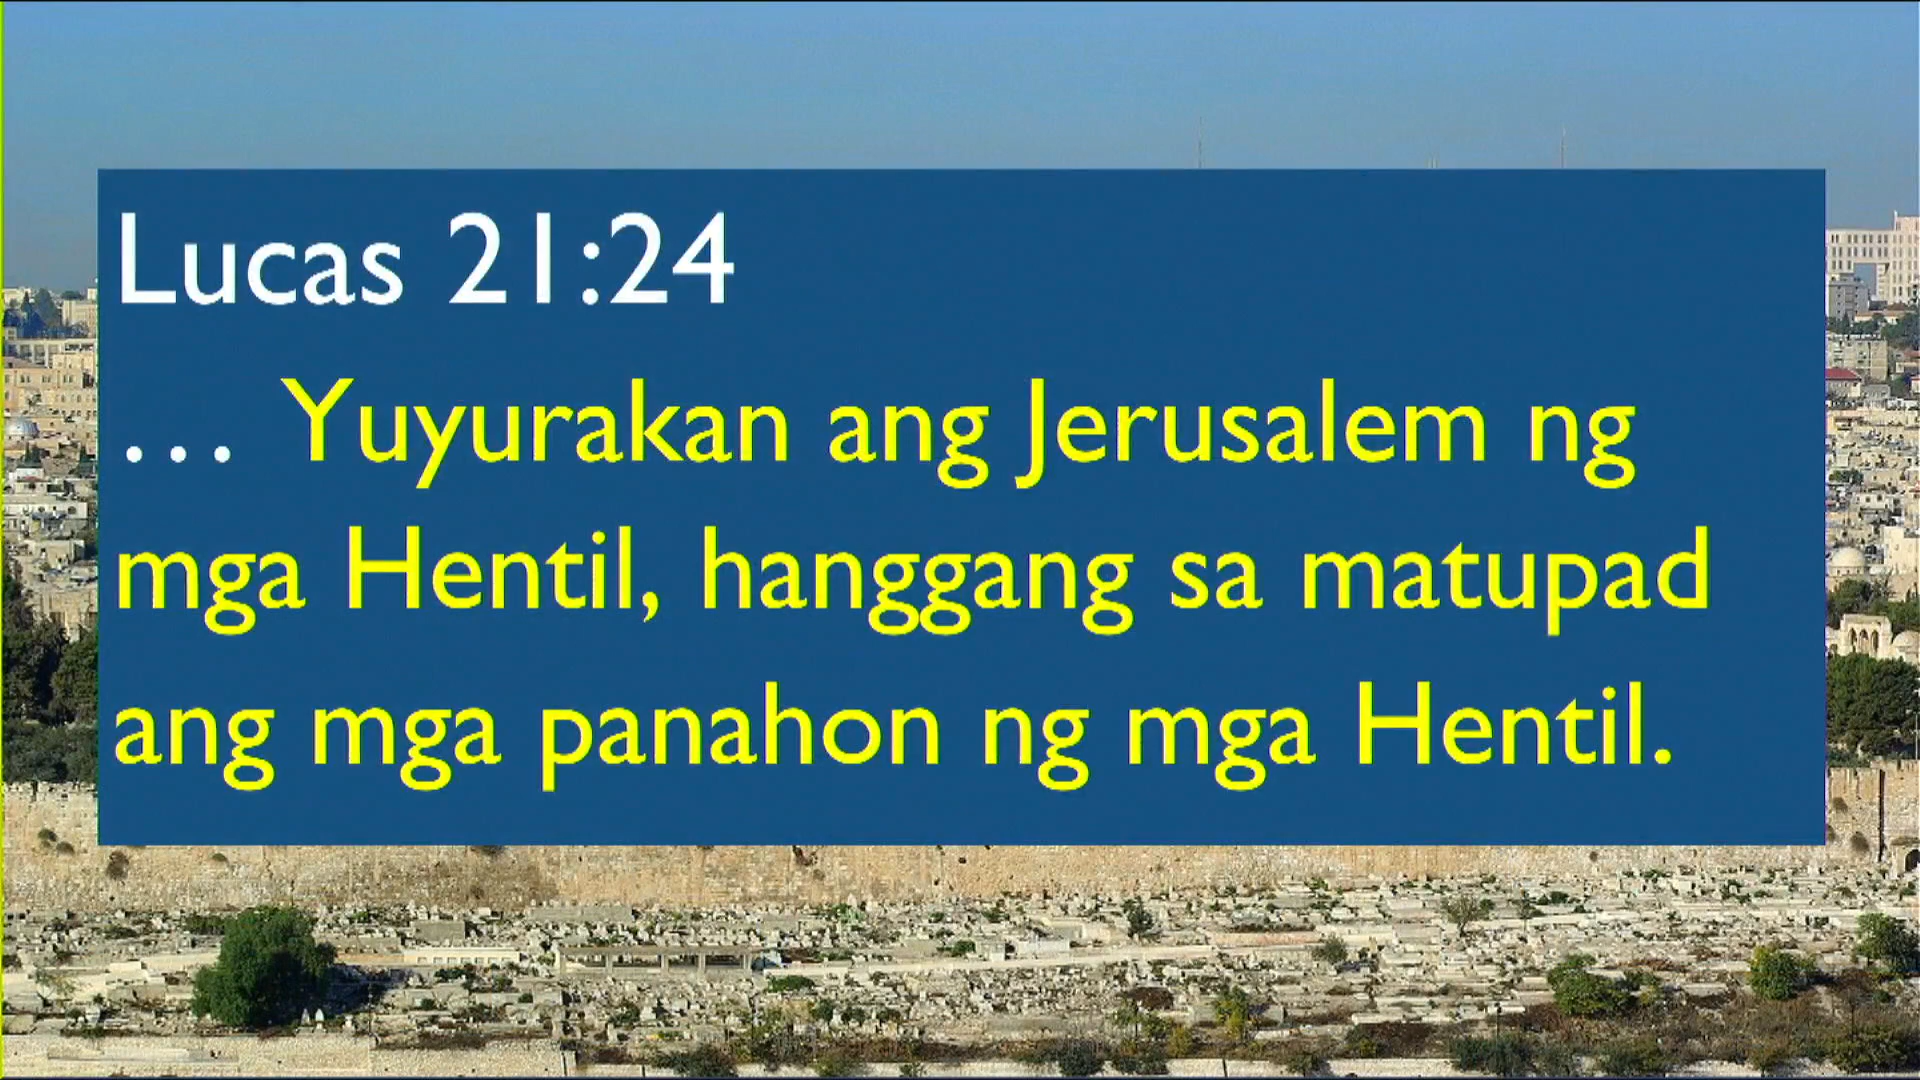 Lucas 21:24
... Yuyurakan ang Jerusalem ng
mga Hentil, hanggang sa matupad
ang mga panahon ng mga Hentil.